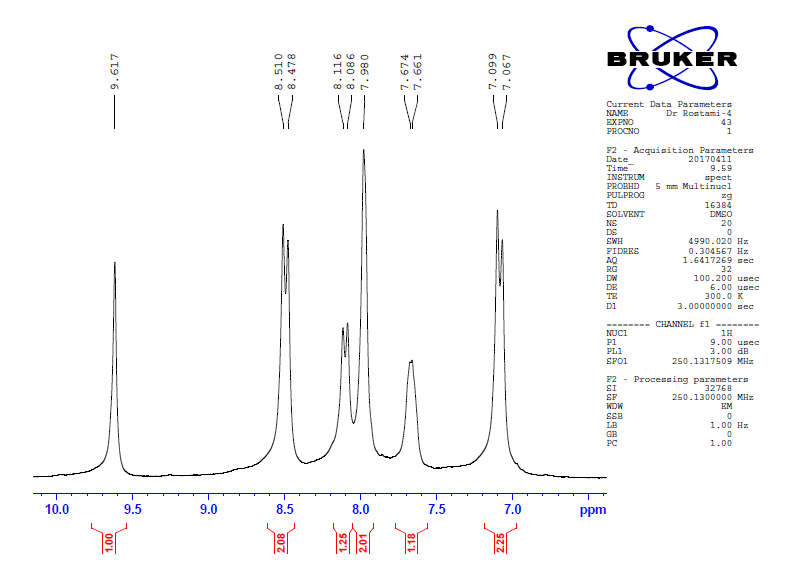 9.617
8.510
8.478
8.116
8.086
7.980
7.674
7.661
7.099
7.067
BRUKER
Current Data Parameters
NAME Dr Rostami-4
EXPNO 43
PROCNO 1
F2 - Acquisition Parameters
Date_ 20170411
Time 9.59
INSTRUM spect
PROBHD 5 mm Multinucl
PULPROG zg
TD 16384
SOLVENT DMSO
NS 20
DS 0
SWH 4990.020 Hz
FIDRES 0.304567 Hz
AQ 1.6417269 sec
RG 32
DW 100.200 usec
DE 6.00 usec
TE 300.0 K
D1 3.00000000 sec
======== CHANNEL f1 ========
NUC1 1H
P1 9.00 usec
PL1 3.00 dB
SFO1 250.1317509 MHz
F2 - Processing parameters
SI 32768
SF 250.1300000 MHz
WDW EM
SSB 0
LB 1.00 Hz
GB 0
PC 1.00
10.0 9.5 9.0 8.5 8.0 7.5 7.0 ppm
1.00 2.08 1.25 2.01 1.18 2.25